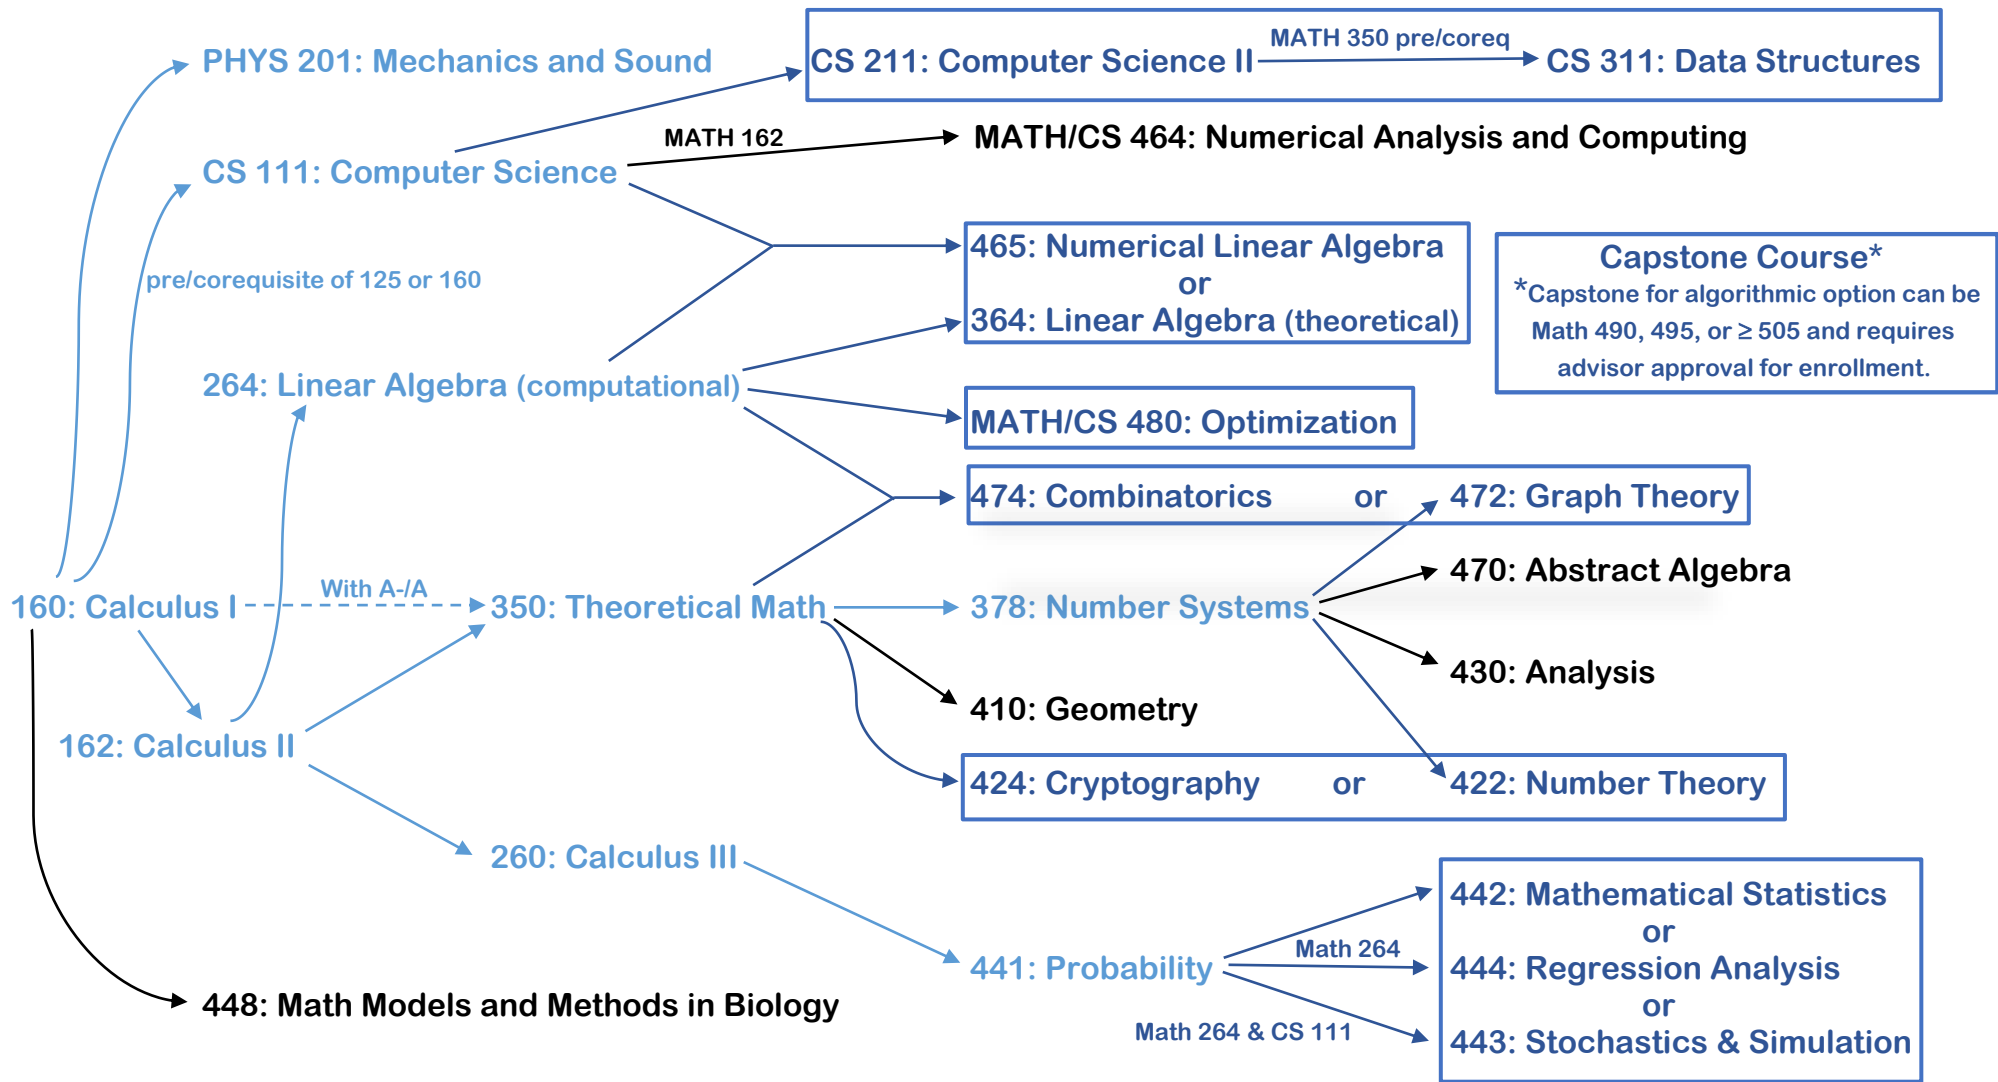 PHYS 201: Mechanics and Sound
CS 211: Computer Science II
MATH 350 pre/coreq
CS 311: Data Structures
MATH 162
MATH/CS 464: Numerical Analysis and Computing
CS 111: Computer Science
465: Numerical Linear Algebra
or
364: Linear Algebra (theoretical)
Capstone Course*
*Capstone for algorithmic option can be
Math 490, 495, or ≥ 505 and requires
advisor approval for enrollment.
pre/corequisite of 125 or 160
264: Linear Algebra (computational)
MATH/CS 480: Optimization
474: Combinatorics or 472: Graph Theory
470: Abstract Algebra
With A-/A
160: Calculus I
350: Theoretical Math
378: Number Systems
430: Analysis
410: Geometry
162: Calculus II
424: Cryptography or 422: Number Theory
260: Calculus III
442: Mathematical Statistics
or
Math 264
441: Probability
444: Regression Analysis
or
448: Math Models and Methods in Biology
Math 264 & CS 111
443: Stochastics & Simulation